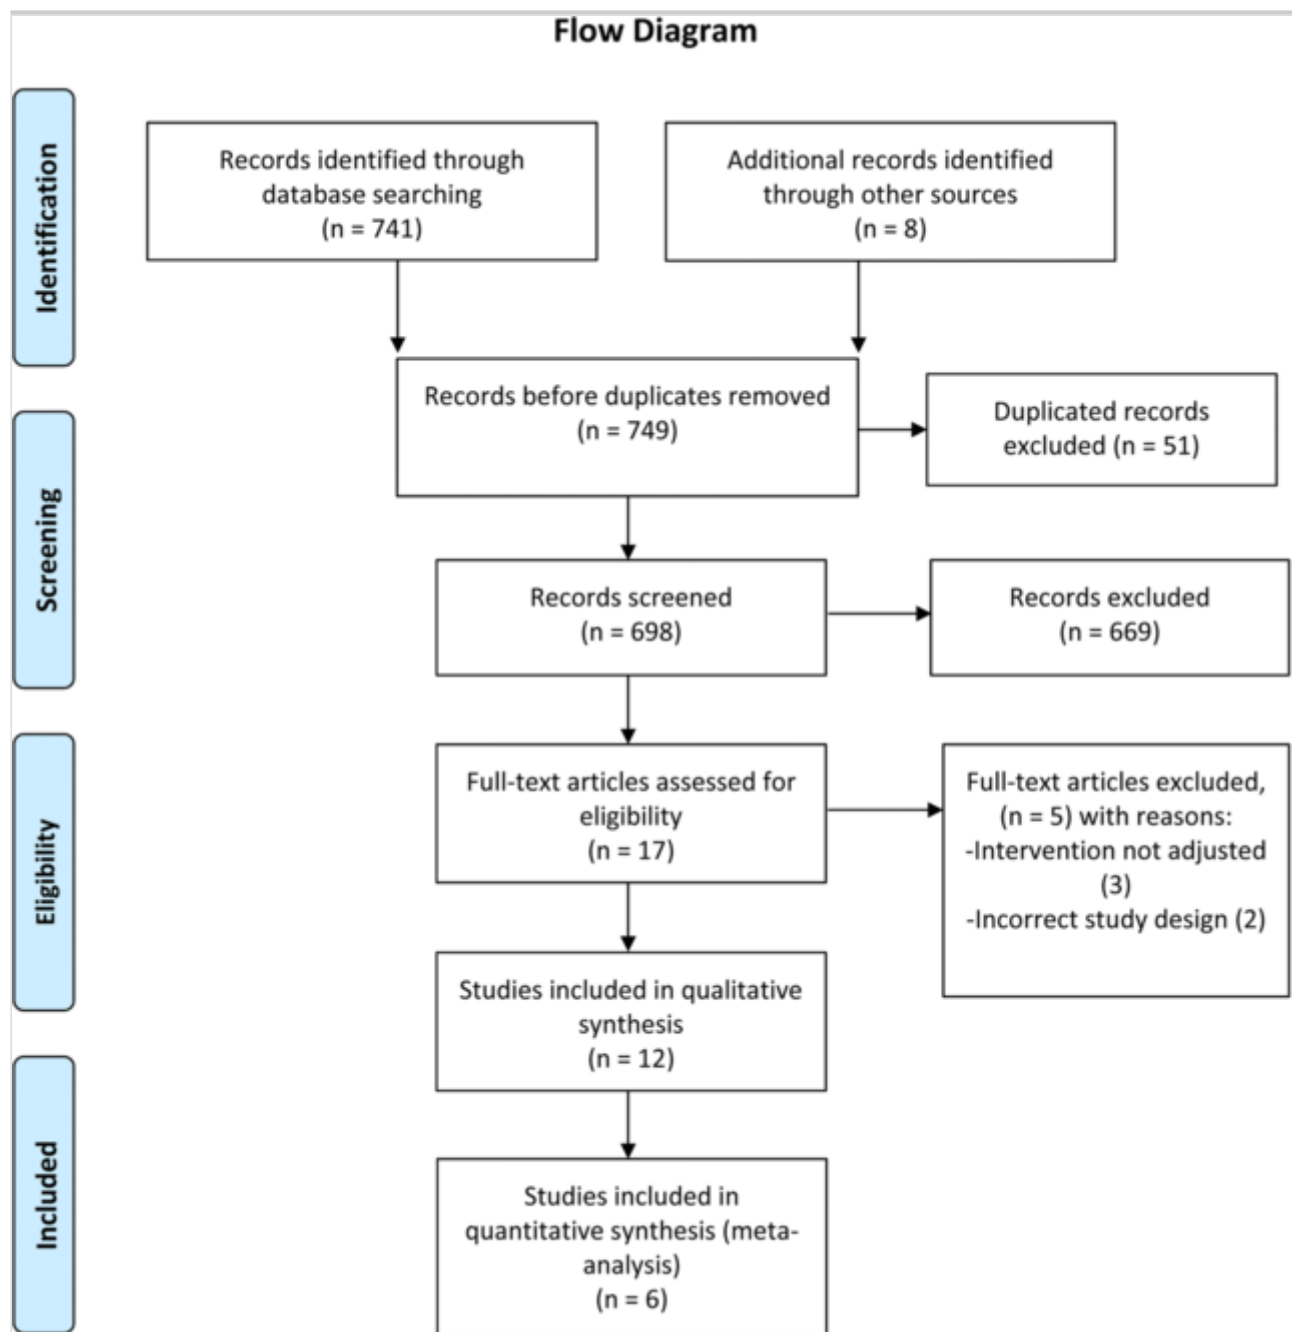 Flow Diagram
Identification
Records identified through
database searching
(n = 741)
Additional records identified
through other sources
(n = 8)
Records before duplicates removed
(n = 749)
Duplicated records
excluded (n = 51)
Screening
Records screened
(n = 698)
Records excluded
(n = 669)
Eligibility
Full-text articles assessed for
eligibility
(n = 17)
Full-text articles excluded,
(n = 5) with reasons:
-Intervention not adjusted
(3)
-Incorrect study design (2)
Studies included in qualitative
synthesis
(n = 12)
Included
Studies included in
quantitative synthesis (meta-
analysis)
(n = 6)